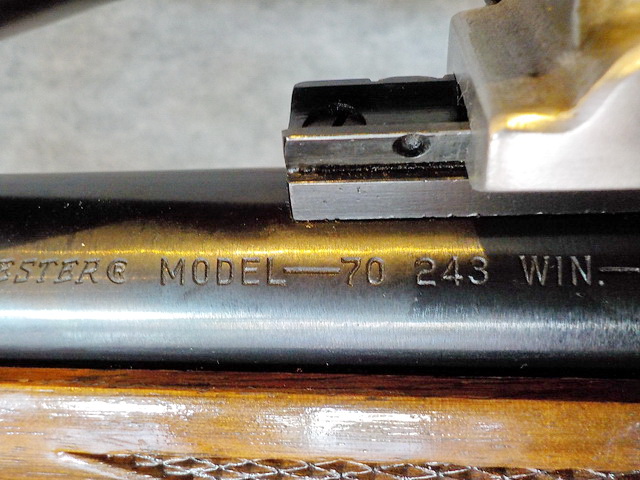 ESTER® MODEL—70 243 WIN.—